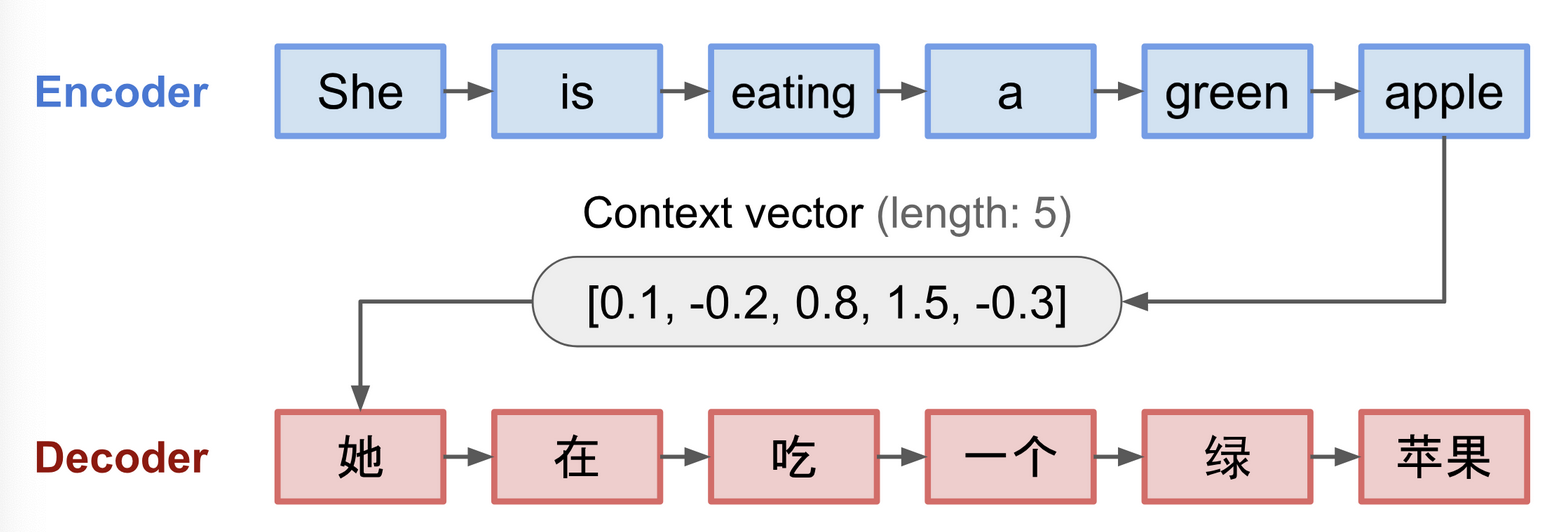 Encoder She is eating a green apple
Context vector (length: 5)
[0.1, -0.2, 0.8, 1.5, -0.3]
Decoder 她 在 吃 一个 绿 苹果